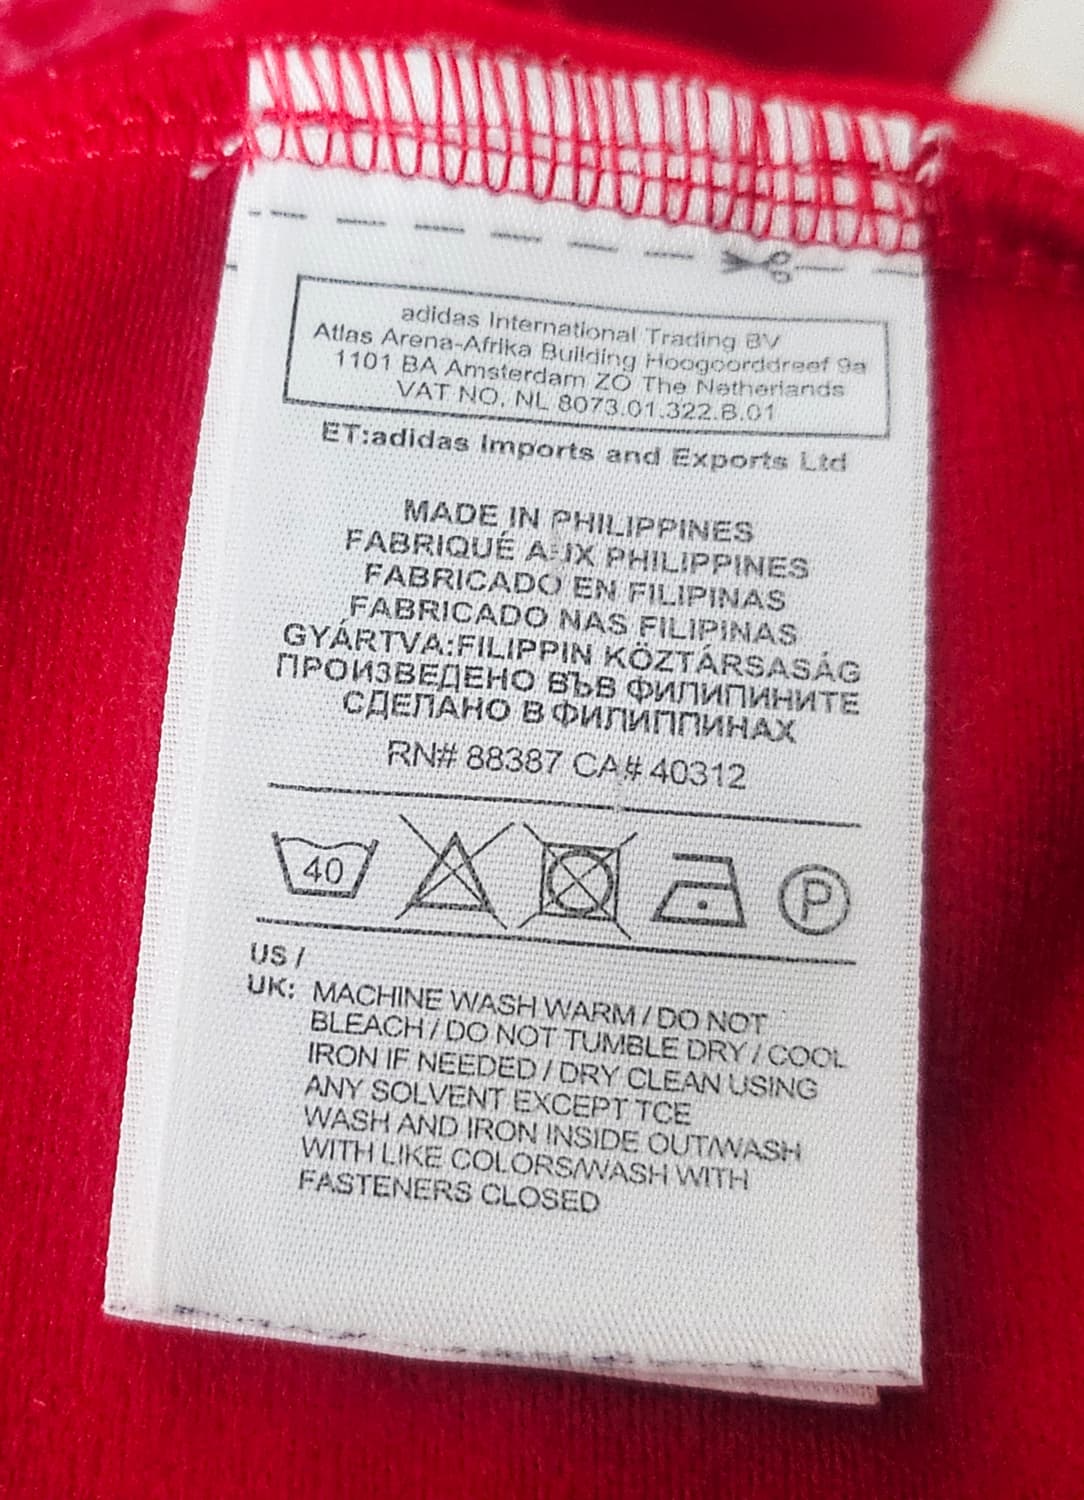 adidas International Trading BV
Atlas Arena-Afrika Building Hoogoorddreef 9a
1101 BA Amsterdam ZO The Netherlands
VAT NO. NL 8073.01.322.B.01
ET:adidas Imports and Exports Ltd
MADE IN PHILIPPINES
FABRIQUÉ AUX PHILIPPINES
FABRICADO EN FILIPINAS
FABRICADO NAS FILIPINAS
GYÁRTVA:FILIPPIN KÖZTÁRSASÁG
ПРОИЗВЕДЕНО ВЪВ ФИЛИПИНИТЕ
СДЕЛАНО В ФИЛИППИНАХ
RN# 88387 CA# 40312
40 P
US /
UK: MACHINE WASH WARM / DO NOT
BLEACH / DO NOT TUMBLE DRY / COOL
IRON IF NEEDED / DRY CLEAN USING
ANY SOLVENT EXCEPT TCE
WASH AND IRON INSIDE OUT/WASH
WITH LIKE COLORS/WASH WITH
FASTENERS CLOSED